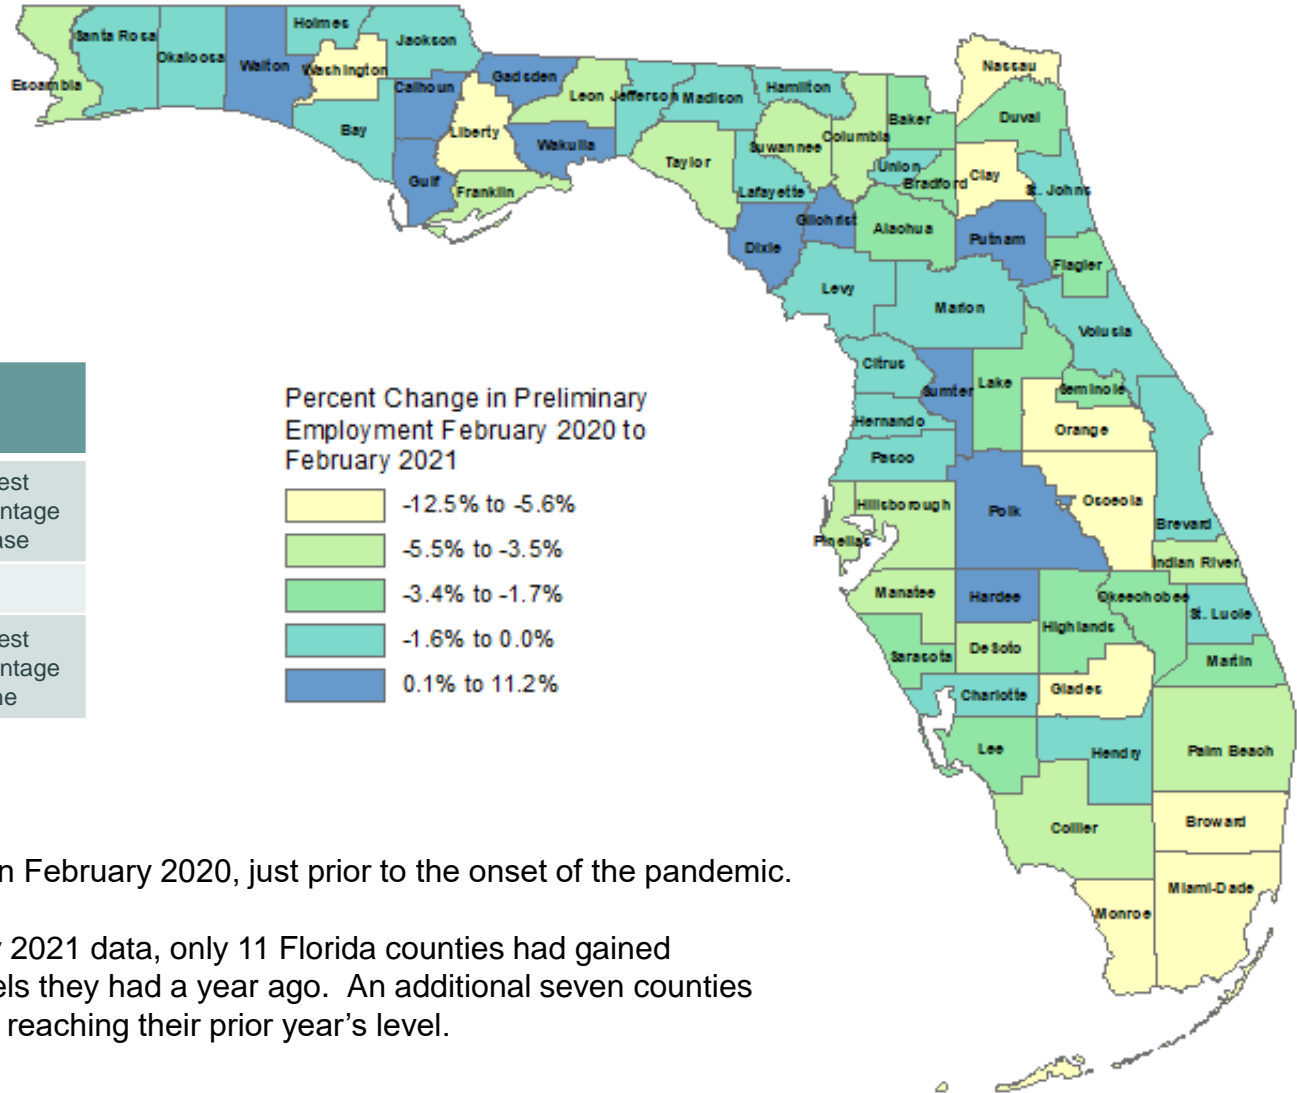 Holmes
Santa Rosa
Okaloosa
Walton
Jackson
Washington
Escambia
Calhoun
Gadsden
Leon
Jefferson
Madison
Hamilton
Nassau
Bay
Liberty
Wakulla
Taylor
Suwannee
Columbia
Baker
Duval
Gulf
Franklin
Lafayette
Union
Bradford
Clay
St. Johns
Dixie
Gilchrist
Alachua
Putnam
Flagler
Levy
Marion
Volusia
Citrus
Sumter
Lake
Seminole
Hernando
Orange
Pasco
Hillsborough
Polk
Osceola
Brevard
Pinellas
Indian River
Manatee
Hardee
Okeechobee
St. Lucie
Highlands
Sarasota
DeSoto
Martin
Charlotte
Glades
Lee
Hendry
Palm Beach
Collier
Broward
Miami-Dade
Monroe
est
ntage
ase
est
ntage
ne
Percent Change in Preliminary
Employment February 2020 to
February 2021
-12.5% to -5.6%
-5.5% to -3.5%
-3.4% to -1.7%
-1.6% to 0.0%
0.1% to 11.2%
n February 2020, just prior to the onset of the pandemic.
2021 data, only 11 Florida counties had gained
els they had a year ago.  An additional seven counties
reaching their prior year’s level.